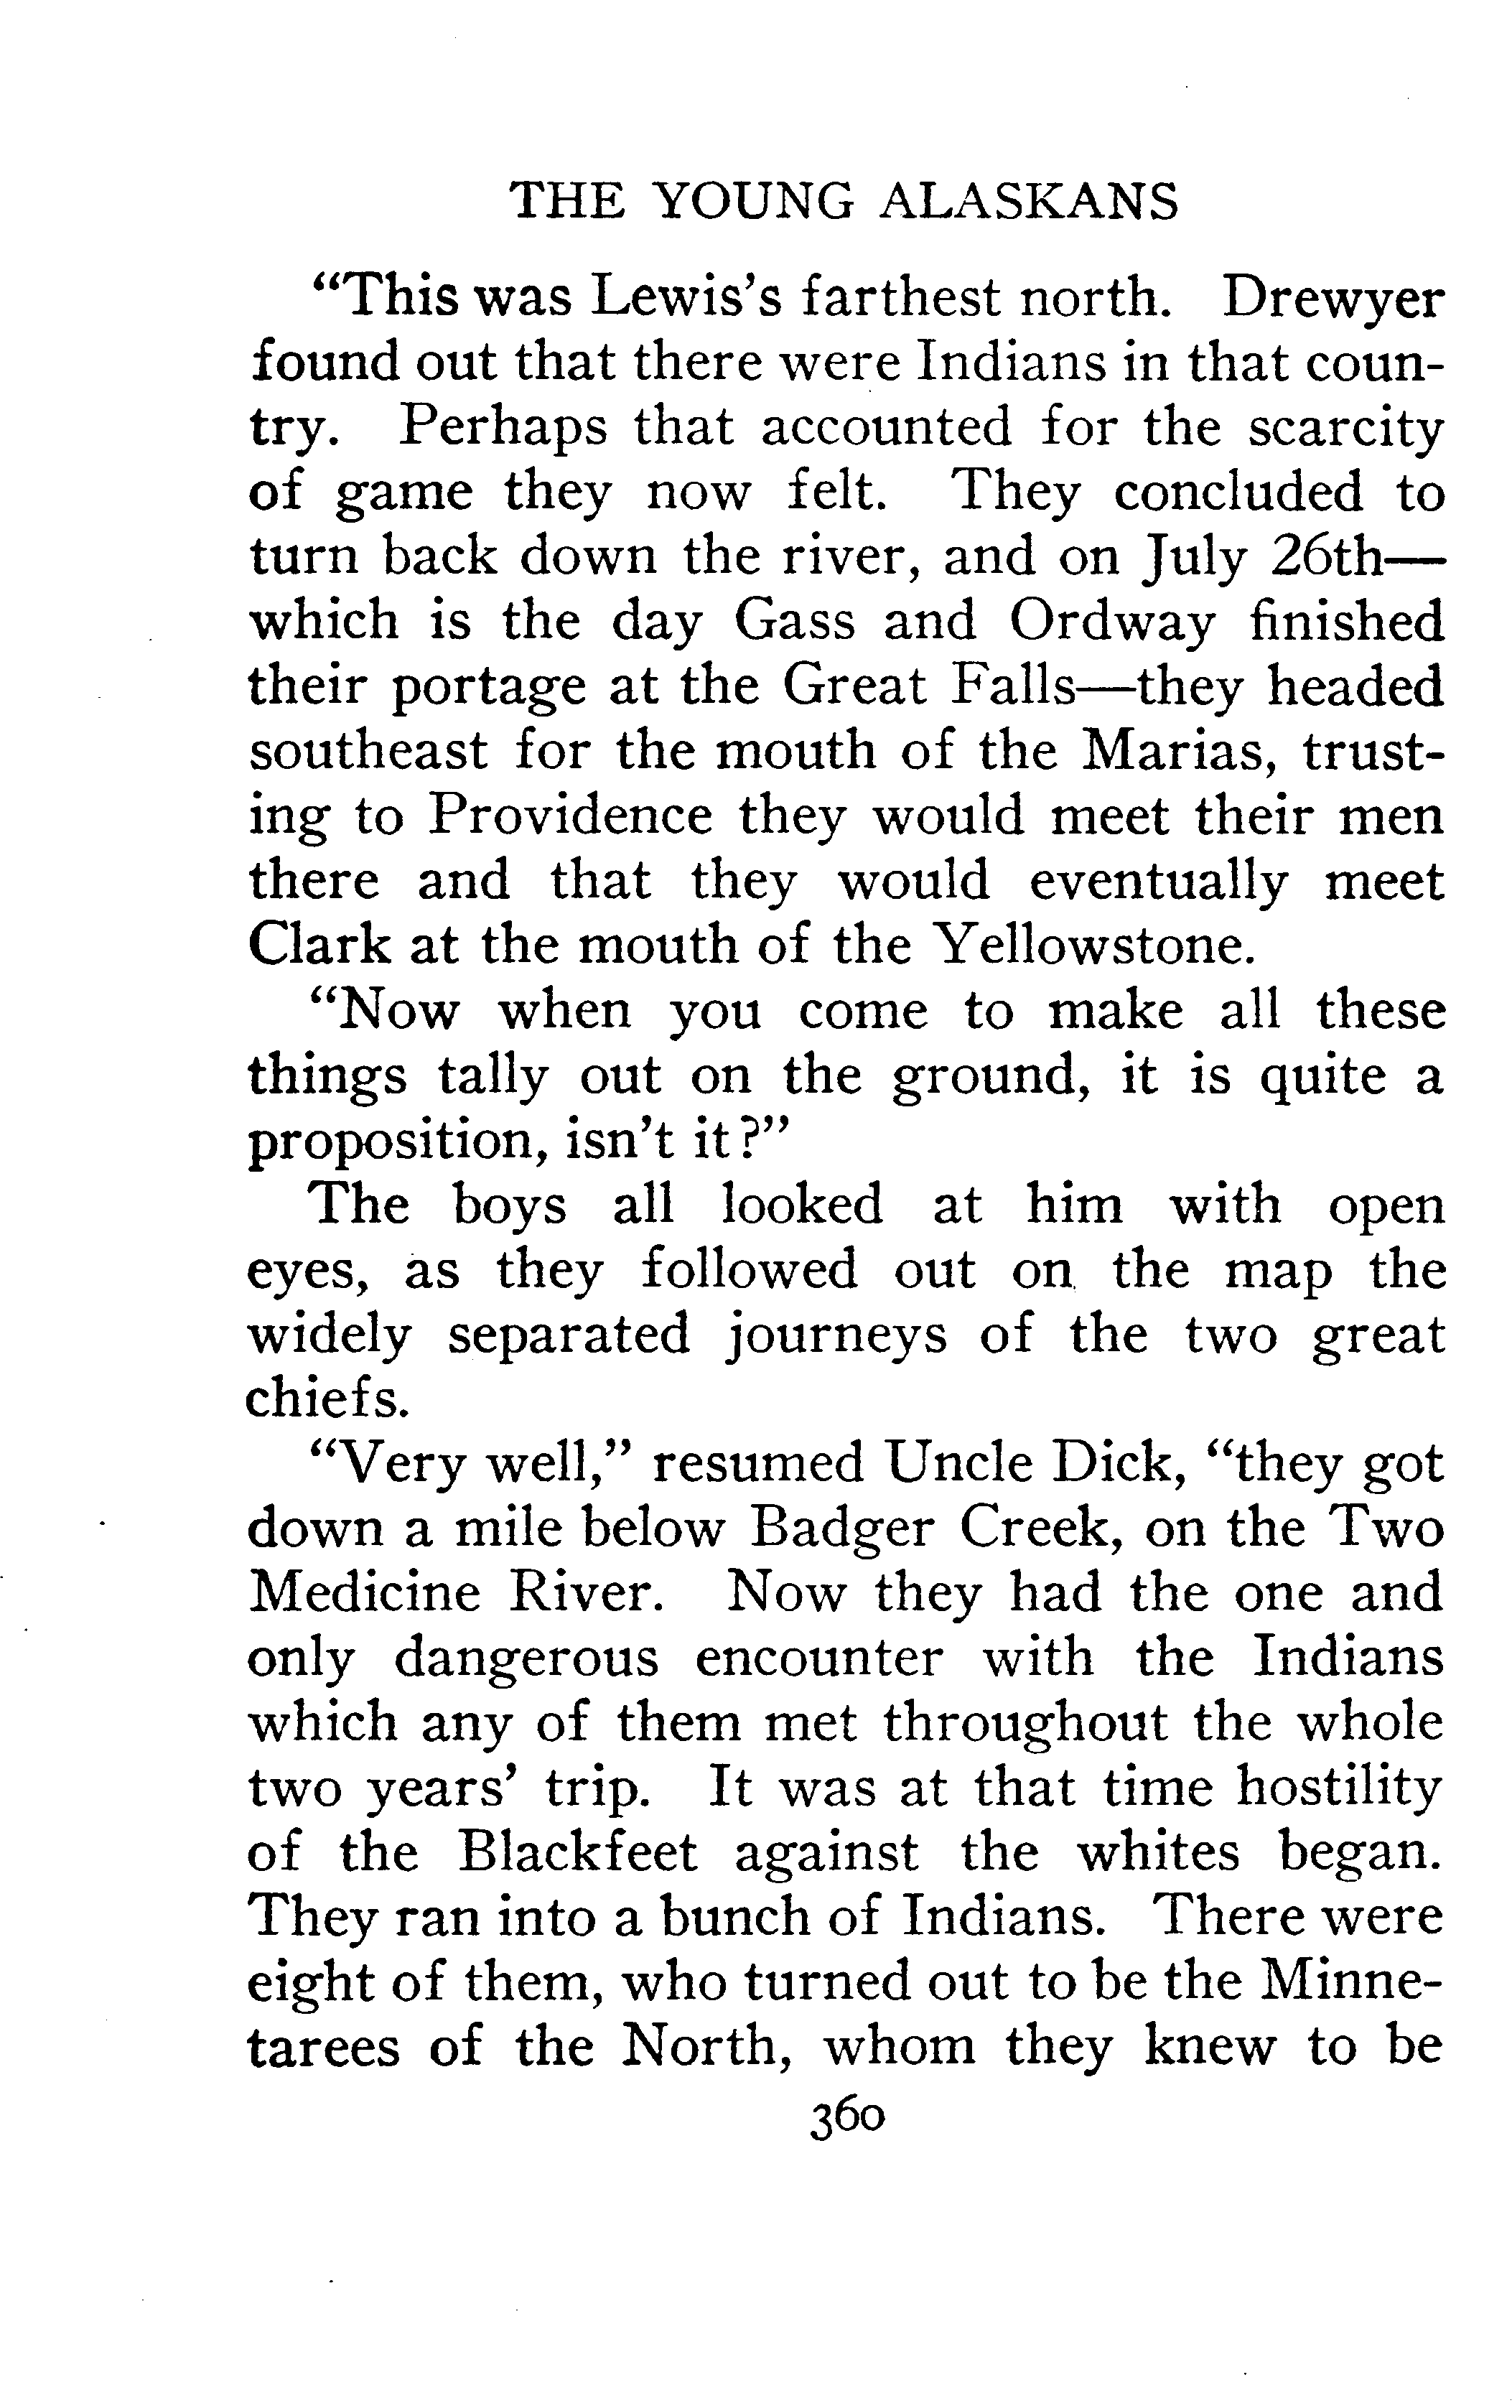 THE YOUNG ALASKANS
“This was Lewis’s farthest north. Drewyer
found out that there were Indians in that coun-
try. Perhaps that accounted for the scarcity
of game they now felt. They concluded to
turn back down the river, and on July 26th—
which is the day Gass and Ordway finished
their portage at the Great Falls—they headed
southeast for the mouth of the Marias, trust-
ing to Providence they would meet their men
there and that they would eventually meet
Clark at the mouth of the Yellowstone.
“Now when you come to make all these
things tally out on the ground, it is quite a
proposition, isn’t it?”
The boys all looked at him with open
eyes, as they followed out on the map the
widely separated journeys of the two great
chiefs.
“Very well,” resumed Uncle Dick, “they got
down a mile below Badger Creek, on the Two
Medicine River. Now they had the one and
only dangerous encounter with the Indians
which any of them met throughout the whole
two years’ trip. It was at that time hostility
of the Blackfeet against the whites began.
They ran into a bunch of Indians. There were
eight of them, who turned out to be the Minne-
tarees of the North, whom they knew to be
360